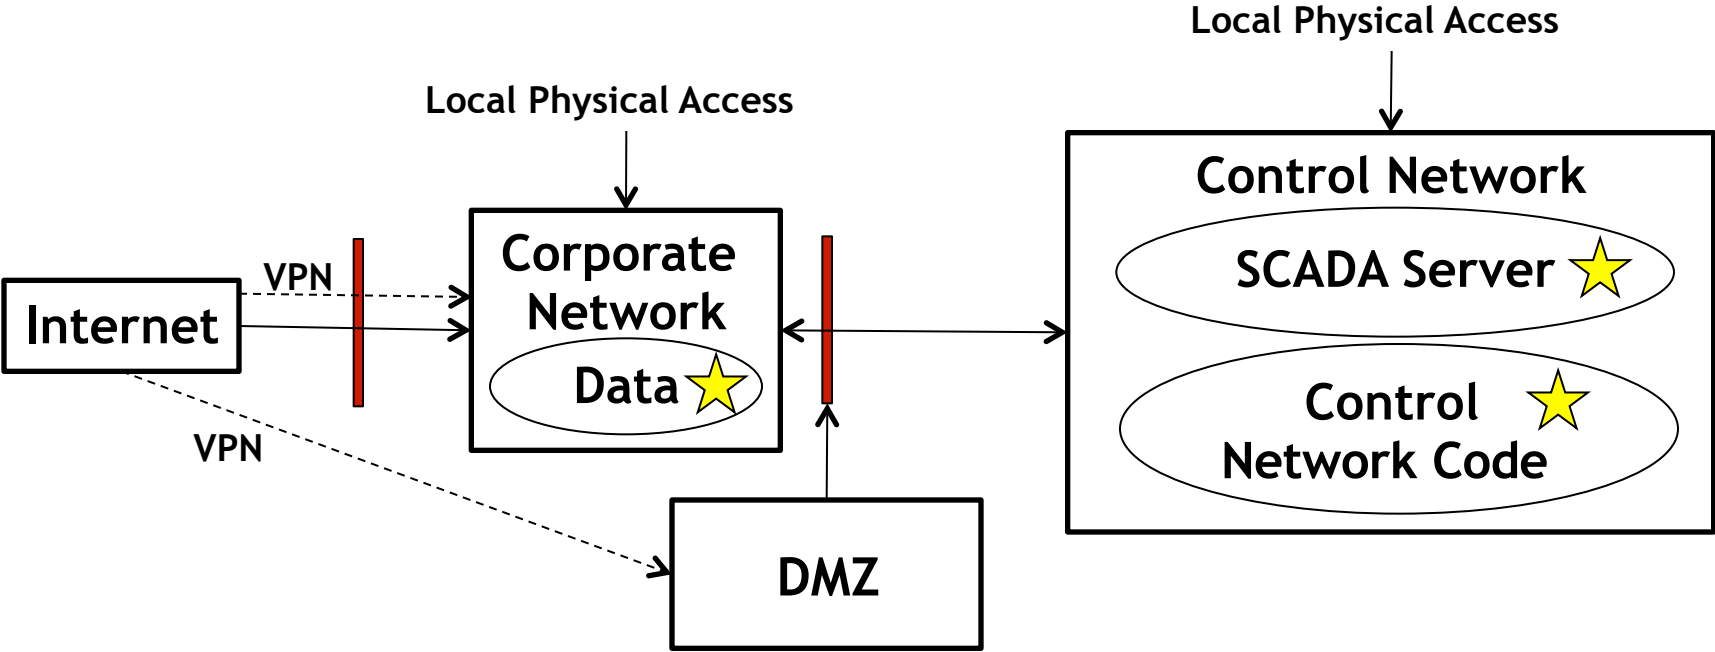 Local Physical Access
Local Physical Access
Control Network
Corporate
Network
SCADA Server
VPN
Internet
Data
Control
Network Code
VPN
DMZ